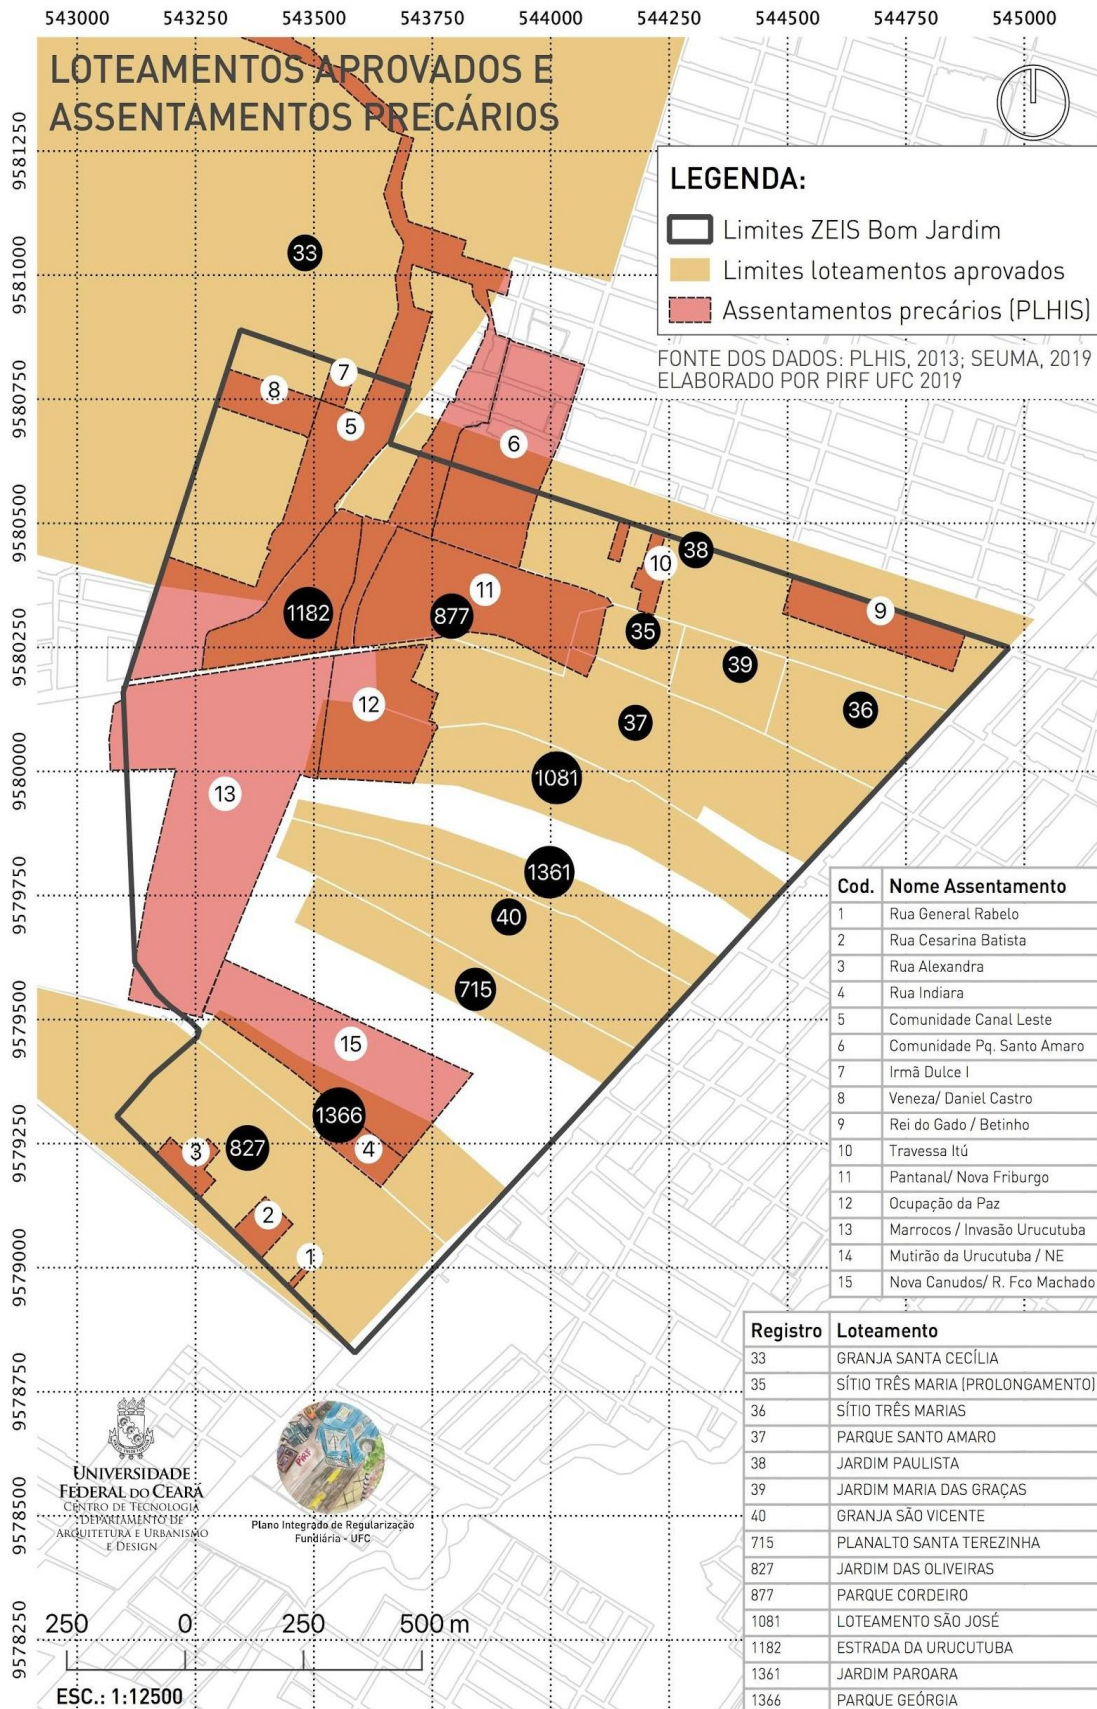 543000 543250 543500 543750 544000 544250 544500 544750 545000
LOTEAMENTOS APROVADOS E
ASSENTAMENTOS PRECÁRIOS
9581250
9581000
9580750
9580500
9580250
9580000
9579750
9579500
9579250
9579000
9578750
9578500
9578250
LEGENDA:
Limites ZEIS Bom Jardim
Limites loteamentos aprovados
Assentamentos precários (PLHIS)
FONTE DOS DADOS: PLHIS, 2013; SEUMA, 2019
ELABORADO POR PIRF UFC 2019
33
7
8
5
6
38
10
11
9
1182
877
35
39
12
36
37
1081
13
1361
40
715
15
1366
827
3
4
2
1
Cod. Nome Assentamento
1 Rua General Rabelo
2 Rua Cesarina Batista
3 Rua Alexandra
4 Rua Indiara
5 Comunidade Canal Leste
6 Comunidade Pq. Santo Amaro
7 Irmã Dulce I
8 Veneza/ Daniel Castro
9 Rei do Gado / Betinho
10 Travessa Itú
11 Pantanal/ Nova Friburgo
12 Ocupação da Paz
13 Marrocos / Invasão Urucutuba
14 Mutirão da Urucutuba / NE
15 Nova Canudos/ R. Fco Machado
Registro Loteamento
33 GRANJA SANTA CECÍLIA
35 SÍTIO TRÊS MARIA (PROLONGAMENTO)
36 SÍTIO TRÊS MARIAS
37 PARQUE SANTO AMARO
38 JARDIM PAULISTA
39 JARDIM MARIA DAS GRAÇAS
40 GRANJA SÃO VICENTE
715 PLANALTO SANTA TEREZINHA
827 JARDIM DAS OLIVEIRAS
877 PARQUE CORDEIRO
1081 LOTEAMENTO SÃO JOSÉ
1182 ESTRADA DA URUCUTUBA
1361 JARDIM PAROARA
1366 PARQUE GEÓRGIA
UNIVERSIDADE
FEDERAL DO CEARÁ
CENTRO DE TECNOLOGIA
DEPARTAMENTO DE
ARQUITETURA E URBANISMO
E DESIGN
PIRF
Plano Integrado de Regularização
Fundiária - UFC
250 0 250 500 m
ESC.: 1:12500